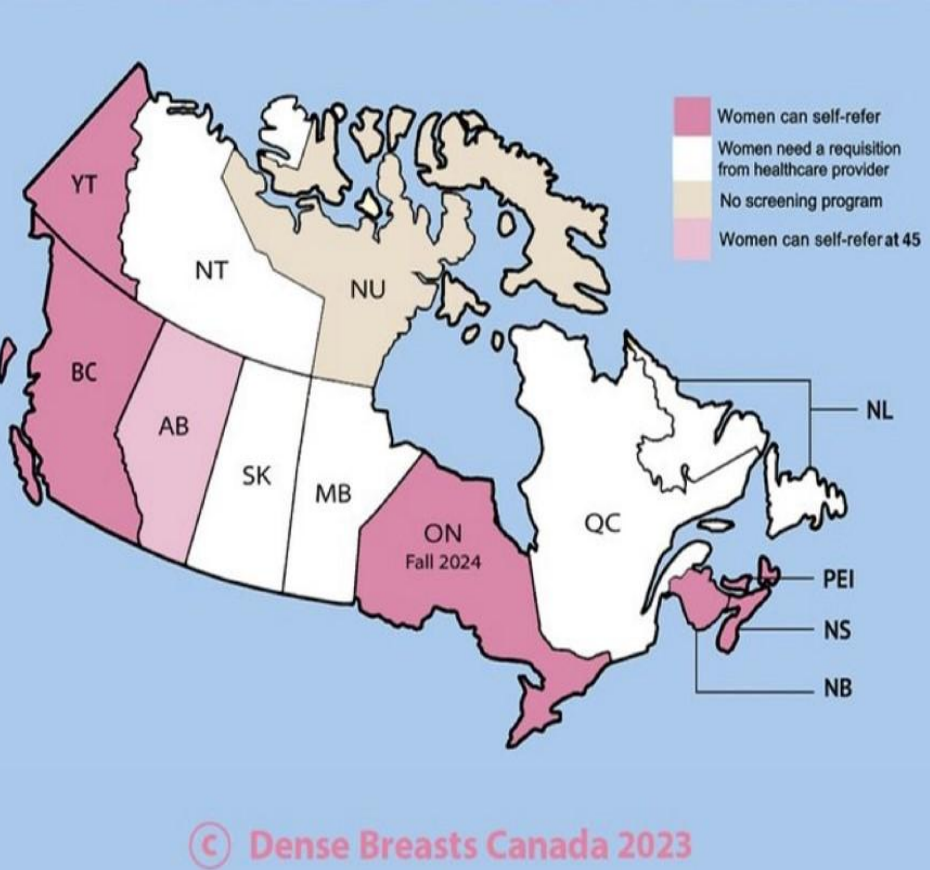 Women can self-refer
Women need a requisition
from healthcare provider
No screening program
Women can self-refer at 45
YT
NT
NU
BC
AB
SK
MB
ON
Fall 2024
QC
NL
PEI
NS
NB
© Dense Breasts Canada 2023